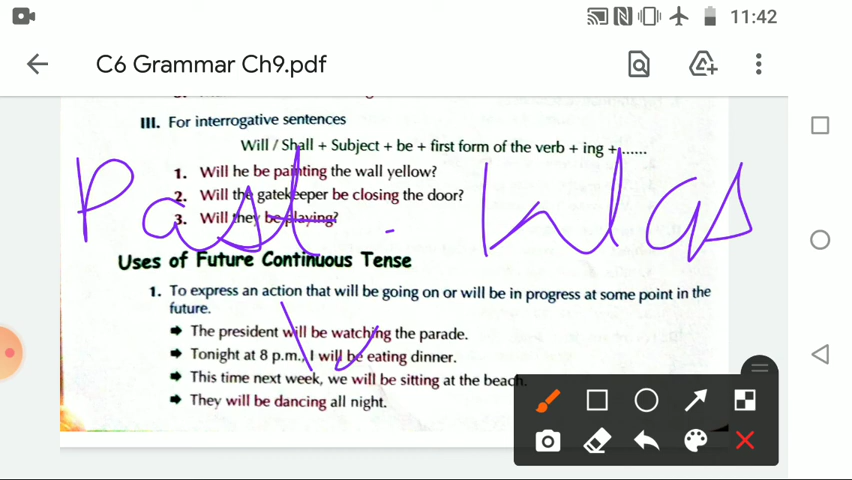 11:42
C6 Grammar Ch9.pdf
III. For interrogative sentences
Will / Shall + Subject + be + first form of the verb + ing + ......
1. Will he be painting the wall yellow?
2. Will the gatekeeper be closing the door?
3. Will they be playing?
Past - Was
Uses of Future Continuous Tense
1. To express an action that will be going on or will be in progress at some point in the
future.
➔ The president will be watching the parade.
➔ Tonight at 8 p.m., I will be eating dinner.
➔ This time next week, we will be sitting at the beach.
➔ They will be dancing all night.